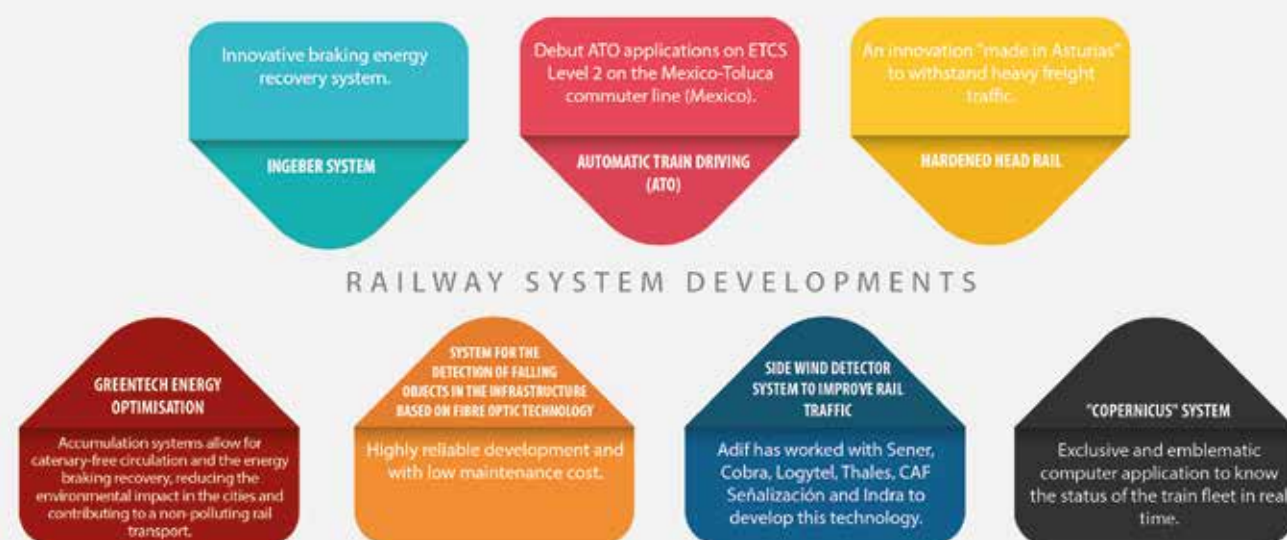 Innovative braking energy
recovery system.
INGEBER SYSTEM
Debut ATO applications on ETCS
Level 2 on the Mexico-Toluca
commuter line (Mexico).
AUTOMATIC TRAIN DRIVING
(ATO)
An innovation "made in Asturias"
to withstand heavy freight
traffic.
HARDENED HEAD RAIL
RAILWAY SYSTEM DEVELOPMENTS
GREENTECH ENERGY
OPTIMISATION
Accumulation systems allow for
catenary-free circulation and the energy
braking recovery, reducing the
environmental impact in the cities and
contributing to a non-polluting rail
transport.
SYSTEM FOR THE
DETECTION OF FALLING
OBJECTS IN THE INFRASTRUCTURE
BASED ON FIBRE OPTIC TECHNOLOGY
Highly reliable development and
with low maintenance cost.
SIDE WIND DETECTOR
SYSTEM TO IMPROVE RAIL
TRAFFIC
Adif has worked with Sener,
Cobra, Logytel, Thales, CAF
Señalización and Indra to
develop this technology.
"COPERNICUS" SYSTEM
Exclusive and emblematic
computer application to know
the status of the train fleet in real
time.